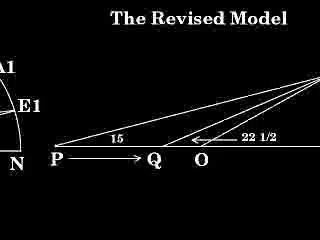 The Revised Model
A1
E1
15
22 1/2
N
P
Q
O